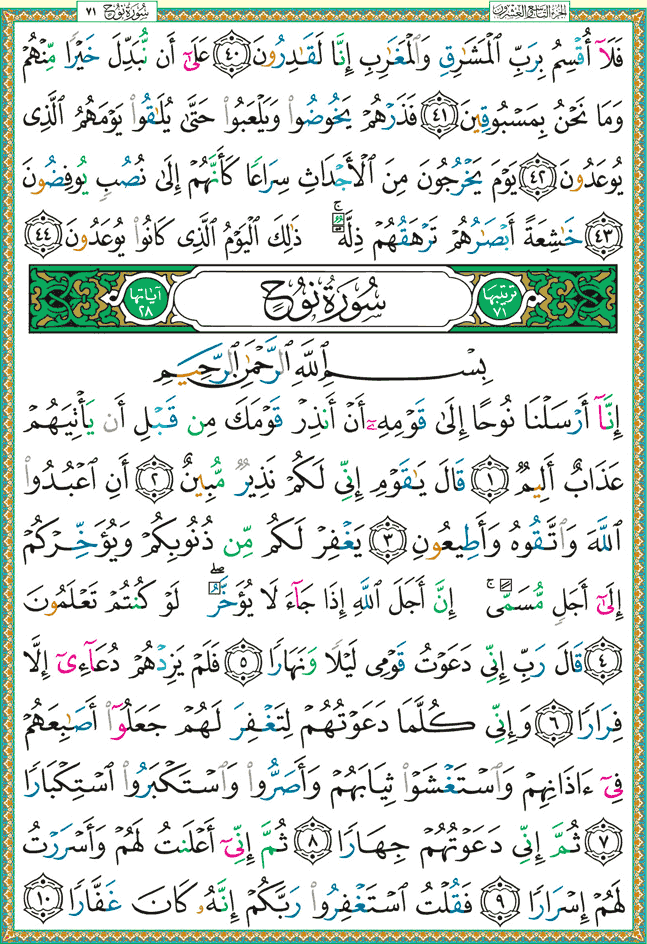 الجزء التاسع والعشرون
سورة نوح ٧١
فَلَآ أُقْسِمُ بِرَبِّ ٱلْمَشَٰرِقِ وَٱلْمَغَٰرِبِ إِنَّا لَقَٰدِرُونَ ٤٠ عَلَىٰٓ أَن نُّبَدِّلَ خَيْرًا مِّنْهُمْ
وَمَا نَحْنُ بِمَسْبُوقِينَ ٤١ فَذَرْهُمْ يَخُوضُوا۟ وَيَلْعَبُوا۟ حَتَّىٰ يُلَٰقُوا۟ يَوْمَهُمُ ٱلَّذِى
يُوعَدُونَ ٤٢ يَوْمَ يَخْرُجُونَ مِنَ ٱلْأَجْدَاثِ سِرَاعًا كَأَنَّهُمْ إِلَىٰ نُصُبٍ يُوفِضُونَ
٤٣ خَٰشِعَةً أَبْصَٰرُهُمْ تَرْهَقُهُمْ ذِلَّةٌ ۚ ذَٰلِكَ ٱلْيَوْمُ ٱلَّذِى كَانُوا۟ يُوعَدُونَ ٤٤
ترتيبها ٧١ سُورَةُ نُوحٍ آياتها ٢٨
بِسْمِ ٱللَّهِ ٱلرَّحْمَٰنِ ٱلرَّحِيمِ
إِنَّآ أَرْسَلْنَا نُوحًا إِلَىٰ قَوْمِهِۦٓ أَنْ أَنذِرْ قَوْمَكَ مِن قَبْلِ أَن يَأْتِيَهُمْ
عَذَابٌ أَلِيمٌ ١ قَالَ يَٰقَوْمِ إِنِّى لَكُمْ نَذِيرٌ مُّبِينٌ ٢ أَنِ ٱعْبُدُوا۟
ٱللَّهَ وَٱتَّقُوهُ وَأَطِيعُونِ ٣ يَغْفِرْ لَكُم مِّن ذُنُوبِكُمْ وَيُؤَخِّرْكُمْ
إِلَىٰٓ أَجَلٍ مُّسَمًّى ۚ إِنَّ أَجَلَ ٱللَّهِ إِذَا جَآءَ لَا يُؤَخَّرُ ۖ لَوْ كُنتُمْ تَعْلَمُونَ
٤ قَالَ رَبِّ إِنِّى دَعَوْتُ قَوْمِى لَيْلًا وَنَهَارًا ٥ فَلَمْ يَزِدْهُمْ دُعَآءِىٓ إِلَّا
فِرَارًا ٦ وَإِنِّى كُلَّمَا دَعَوْتُهُمْ لِتَغْفِرَ لَهُمْ جَعَلُوٓا۟ أَصَٰبِعَهُمْ
فِىٓ ءَاذَانِهِمْ وَٱسْتَغْشَوْا۟ ثِيَابَهُمْ وَأَصَرُّوا۟ وَٱسْتَكْبَرُوا۟ ٱسْتِكْبَارًا
٧ ثُمَّ إِنِّى دَعَوْتُهُمْ جِهَارًا ٨ ثُمَّ إِنِّىٓ أَعْلَنتُ لَهُمْ وَأَسْرَرْتُ
لَهُمْ إِسْرَارًا ٩ فَقُلْتُ ٱسْتَغْفِرُوا۟ رَبَّكُمْ إِنَّهُۥ كَانَ غَفَّارًا ١٠